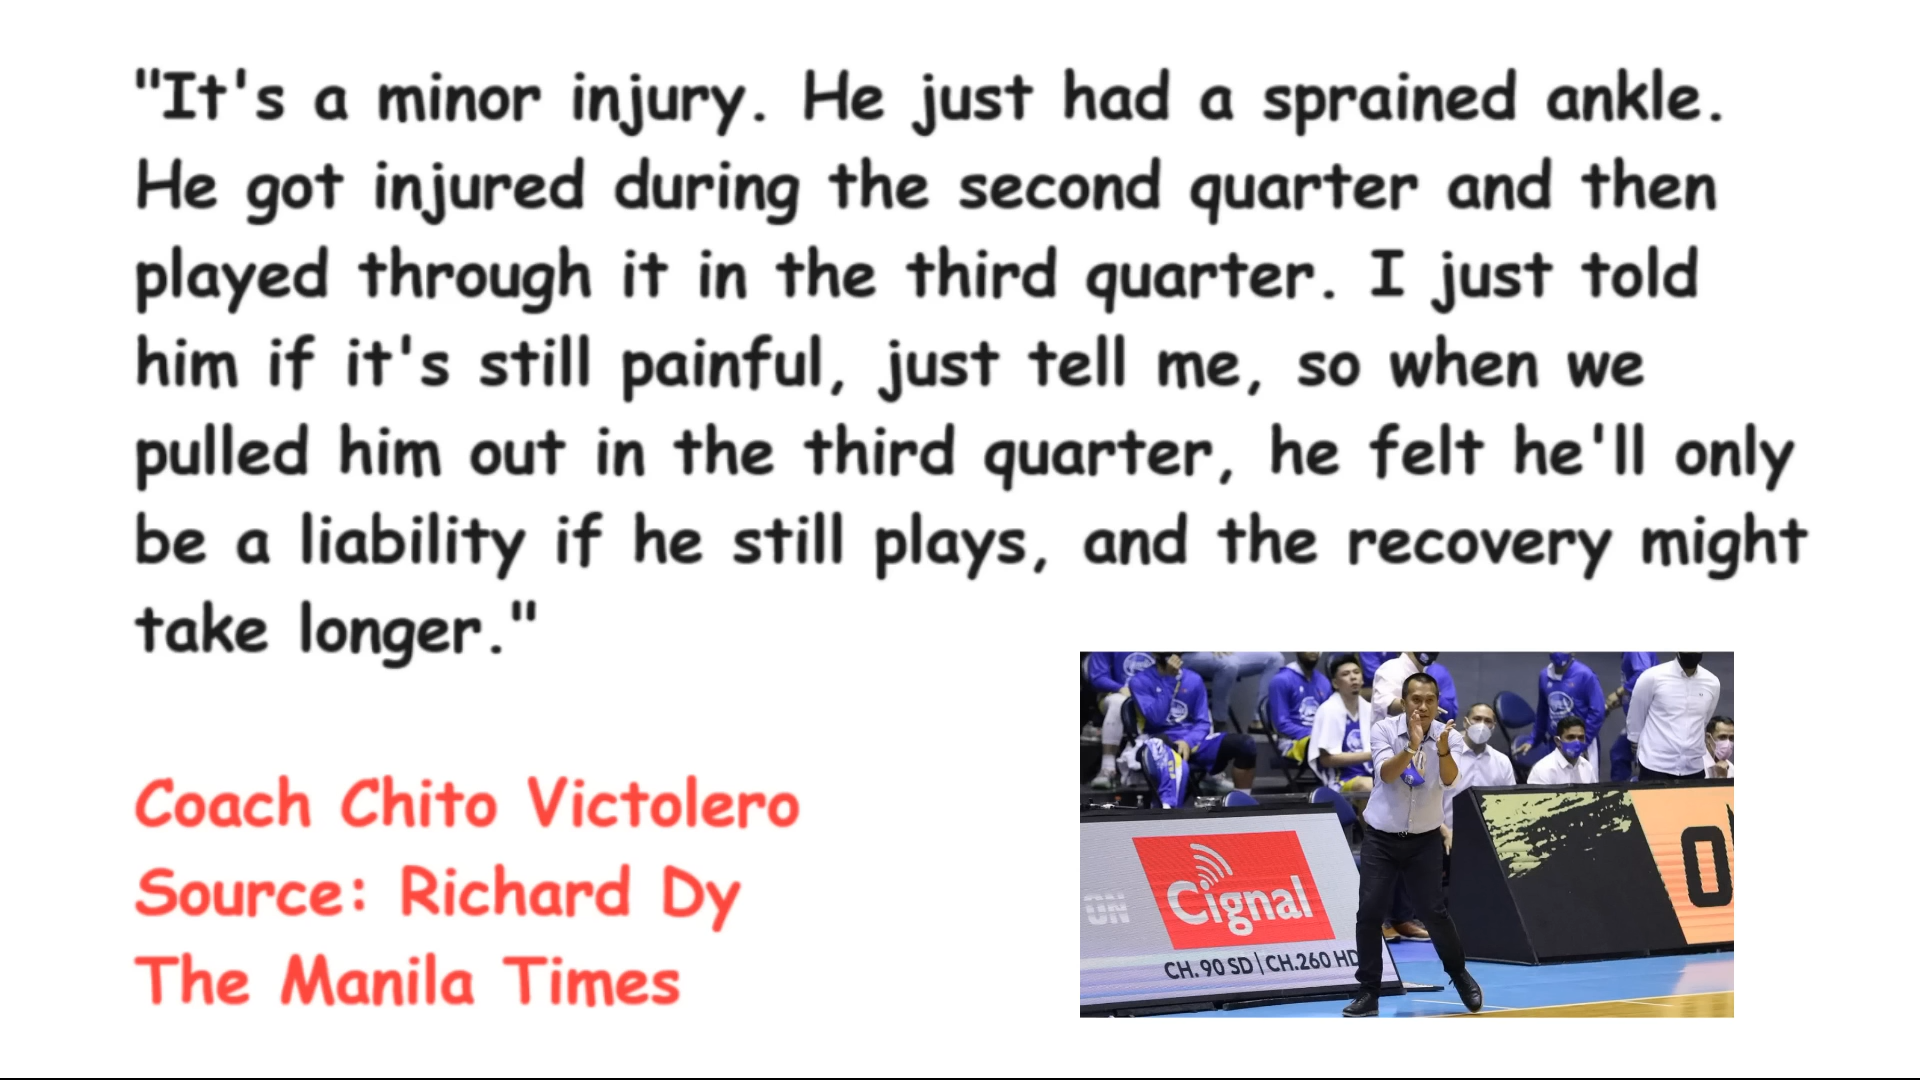 "It's a minor injury. He just had a sprained ankle.
He got injured during the second quarter and then
played through it in the third quarter. I just told
him if it's still painful, just tell me, so when we
pulled him out in the third quarter, he felt he'll only
be a liability if he still plays, and the recovery might
take longer."
Coach Chito Victolero
Source: Richard Dy
The Manila Times
ON
Cignal
CH. 90 SD | CH.260 HD